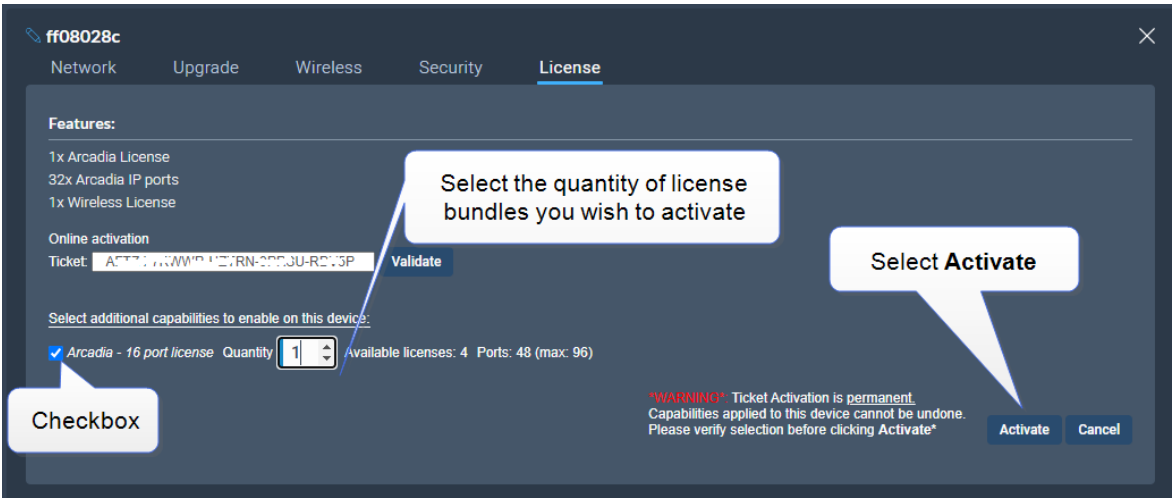 ff08028c
Network Upgrade Wireless Security License
Features:
1x Arcadia License
32x Arcadia IP ports
1x Wireless License
Select the quantity of license
bundles you wish to activate
Online activation
Ticket: Validate
Select Activate
Select additional capabilities to enable on this device:
Arcadia - 16 port license Quantity 1 Available licenses: 4 Ports: 48 (max: 96)
Checkbox
*WARNING* Ticket Activation is permanent.
Capabilities applied to this device cannot be undone.
Please verify selection before clicking Activate*
Activate Cancel